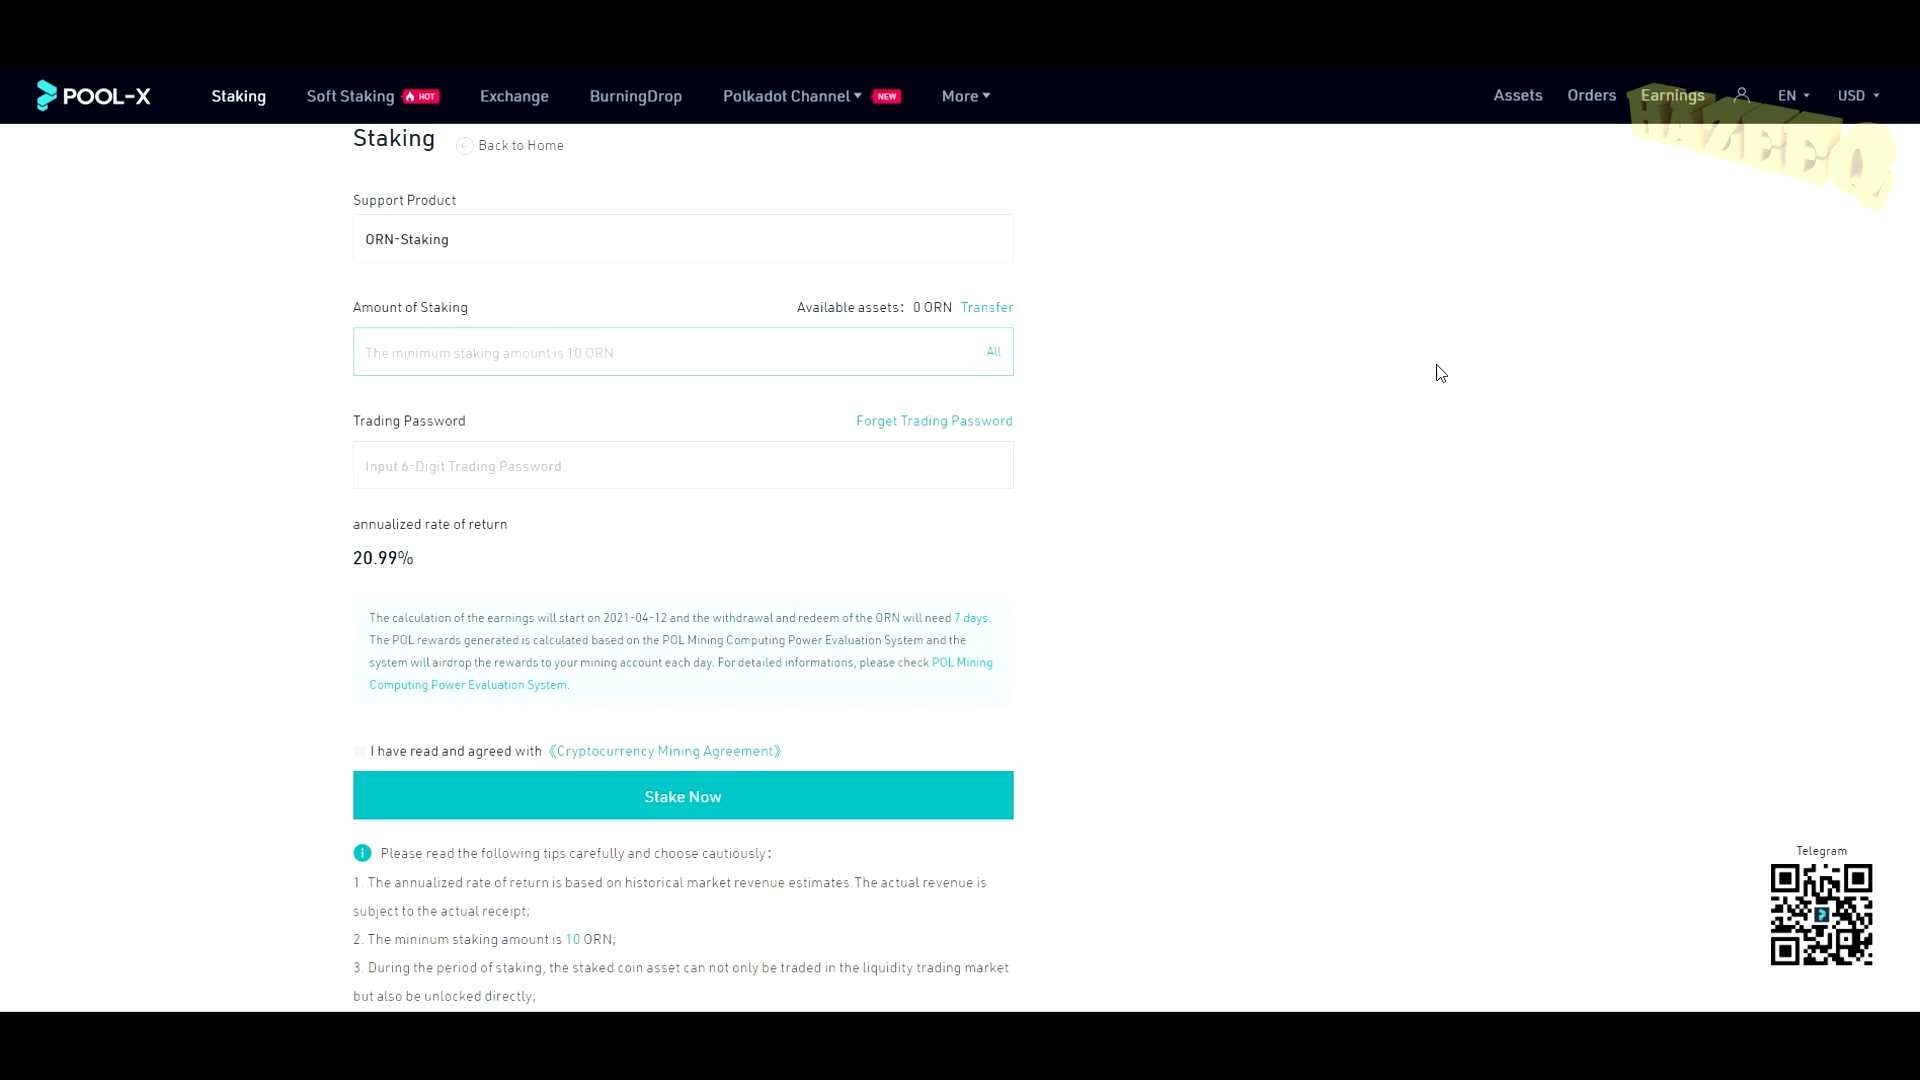 POOL-X Staking Soft Staking HOT Exchange BurningDrop Polkadot Channel NEW More Assets Orders Earnings EN USD
HAZEEQ
Staking Back to Home
Support Product
ORN-Staking
Amount of Staking Available assets: 0 ORN Transfer
The minimum staking amount is 10 ORN All
Trading Password Forget Trading Password
Input 6-Digit Trading Password
annualized rate of return
20.99%
The calculation of the earnings will start on 2021-04-12 and the withdrawal and redeem of the ORN will need 7 days.
The POL rewards generated is calculated based on the POL Mining Computing Power Evaluation System and the
system will airdrop the rewards to your mining account each day. For detailed informations, please check POL Mining
Computing Power Evaluation System.
I have read and agreed with 《Cryptocurrency Mining Agreement》
Stake Now
Please read the following tips carefully and choose cautiously:
1. The annualized rate of return is based on historical market revenue estimates.The actual revenue is
subject to the actual receipt;
2. The mininum staking amount is 10 ORN;
3. During the period of staking, the staked coin asset can not only be traded in the liquidity trading market
but also be unlocked directly;
Telegram